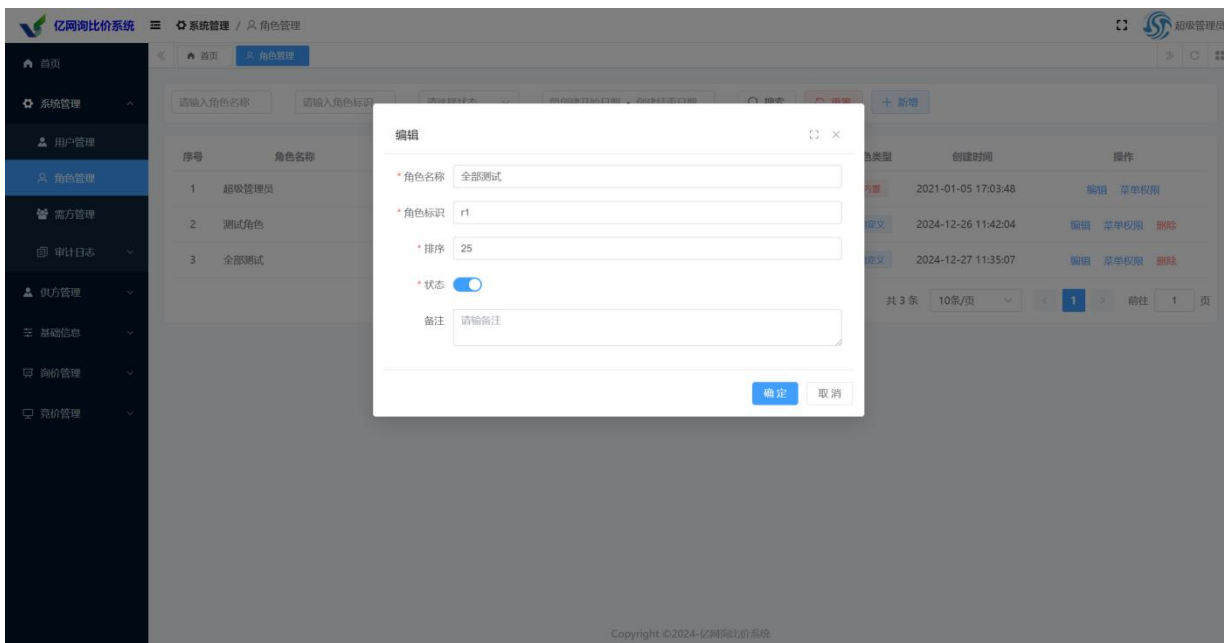 亿网询比价系统 系统管理 / 角色管理 超级管理员
首页 首页 角色管理
系统管理 请输入角色名称 请输入角色标识 新增
用户管理 编辑
角色管理 序号 角色名称 创建时间 操作
*角色名称 全部测试
1 超级管理员 2021-01-05 17:03:48 编辑 菜单权限
需方管理 *角色标识 r1
2 测试角色 2024-12-26 11:42:04 编辑 菜单权限 删除
审计日志 *排序 25
3 全部测试 2024-12-27 11:35:07 编辑 菜单权限 删除
供方管理 *状态
共 3 条 10条/页 1 前往 1 页
基础信息 备注 请输备注
询价管理
确定 取消
竞价管理
Copyright ©2024-亿网询比价系统